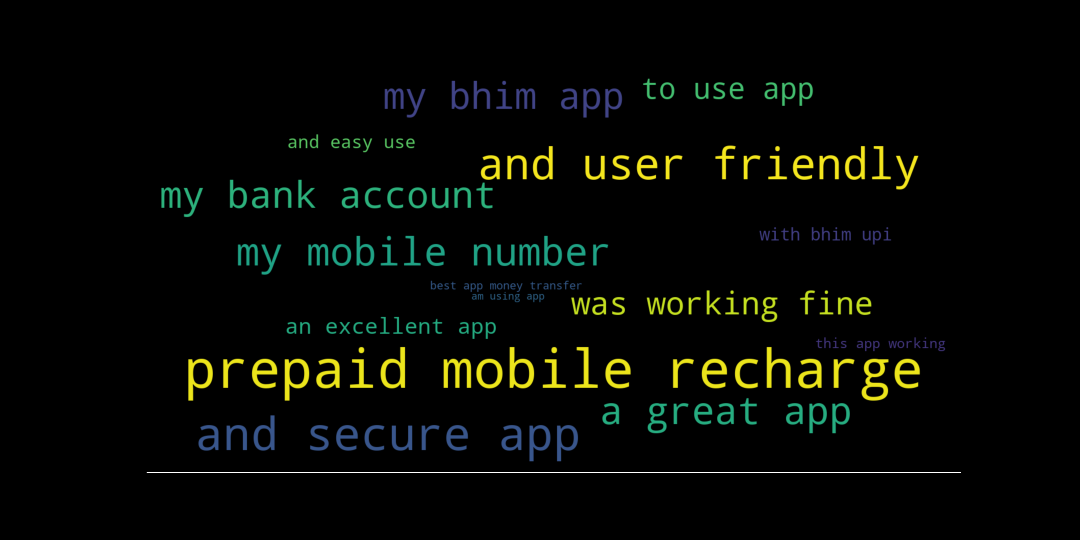 my bhim app
to use app
and easy use
and user friendly
my bank account
with bhim upi
my mobile number
best app money transfer
am using app
was working fine
an excellent app
this app working
prepaid mobile recharge
a great app
and secure app